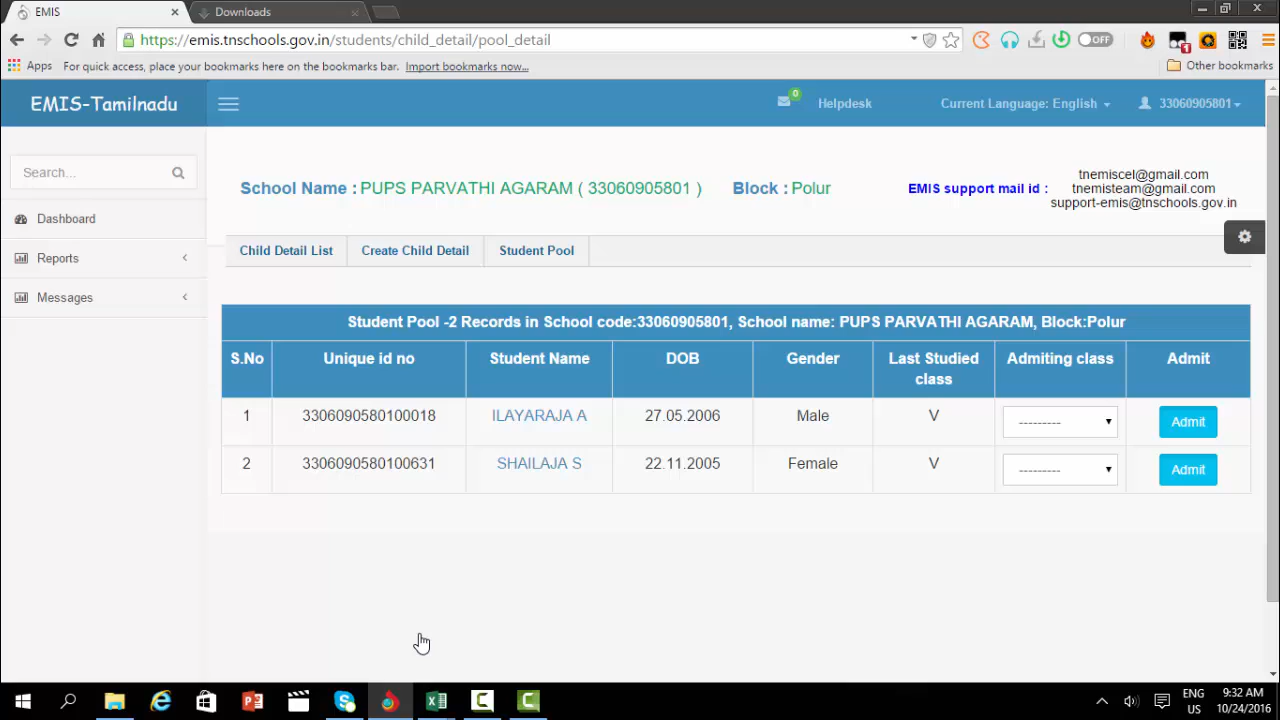 EMIS
Downloads
https://emis.tnschools.gov.in/students/child_detail/pool_detail
OFF
1
Apps
For quick access, place your bookmarks here on the bookmarks bar. Import bookmarks now...
Other bookmarks
EMIS-Tamilnadu
0
Helpdesk
Current Language: English
33060905801
Search...
School Name : PUPS PARVATHI AGARAM ( 33060905801 )
Block : Polur
EMIS support mail id :
tnemiscel@gmail.com
tnemisteam@gmail.com
support-emis@tnschools.gov.in
Dashboard
Reports
Messages
Child Detail List
Create Child Detail
Student Pool
Student Pool -2 Records in School code:33060905801, School name: PUPS PARVATHI AGARAM, Block:Polur
S.No Unique id no Student Name DOB Gender Last Studied class Admiting class Admit
1 3306090580100018 ILAYARAJA A 27.05.2006 Male V --------- Admit
2 3306090580100631 SHAILAJA S 22.11.2005 Female V --------- Admit
ENG
US
9:32 AM
10/24/2016